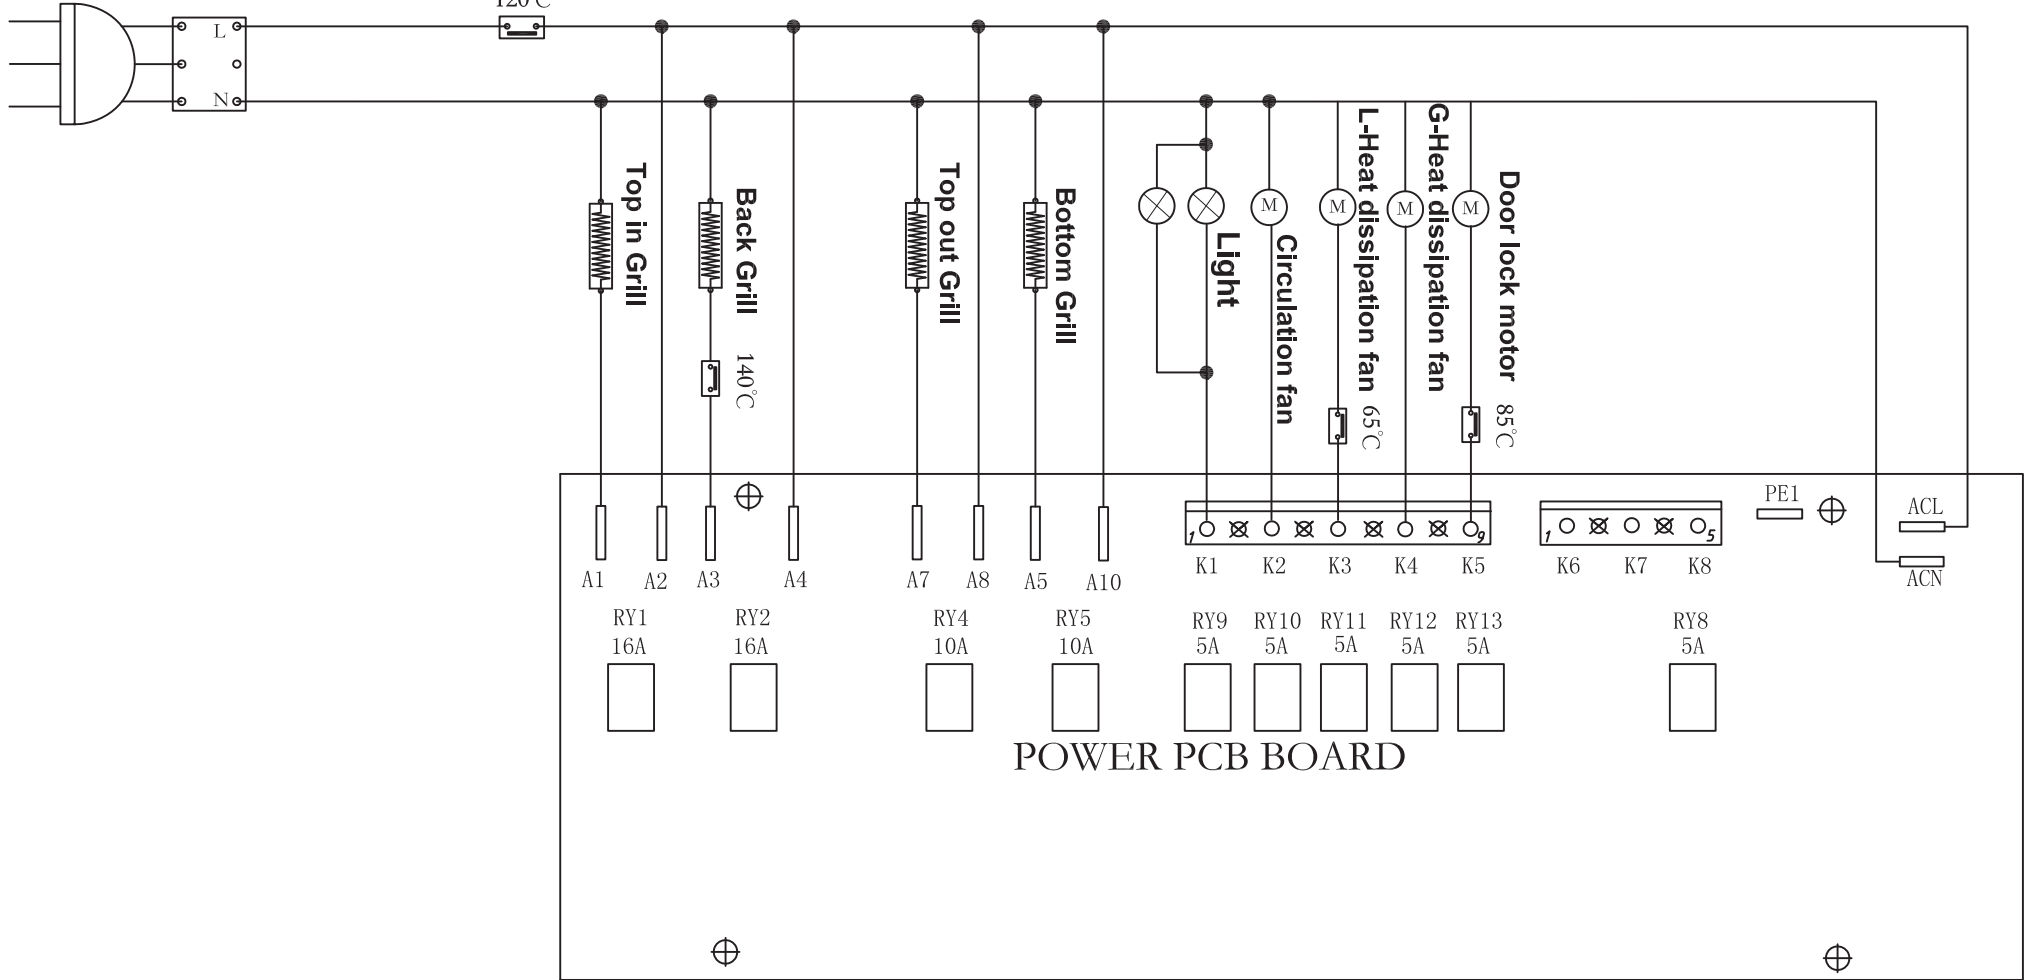 120°C
L
N
Top in Grill
Back Grill
140°C
Top out Grill
Bottom Grill
Light
M
Circulation fan
M
L-Heat dissipation fan
65°C
M
G-Heat dissipation fan
M
Door lock motor
85°C
A1
A2
A3
A4
A7
A8
A5
A10
1
9
K1
K2
K3
K4
K5
1
5
K6
K7
K8
PE1
ACL
ACN
RY1
16A
RY2
16A
RY4
10A
RY5
10A
RY9
5A
RY10
5A
RY11
5A
RY12
5A
RY13
5A
RY8
5A
POWER PCB BOARD